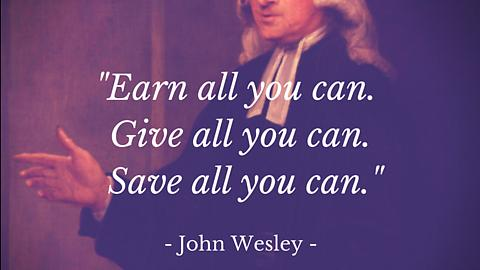 "Earn all you can.
Give all you can.
Save all you can."
- John Wesley -